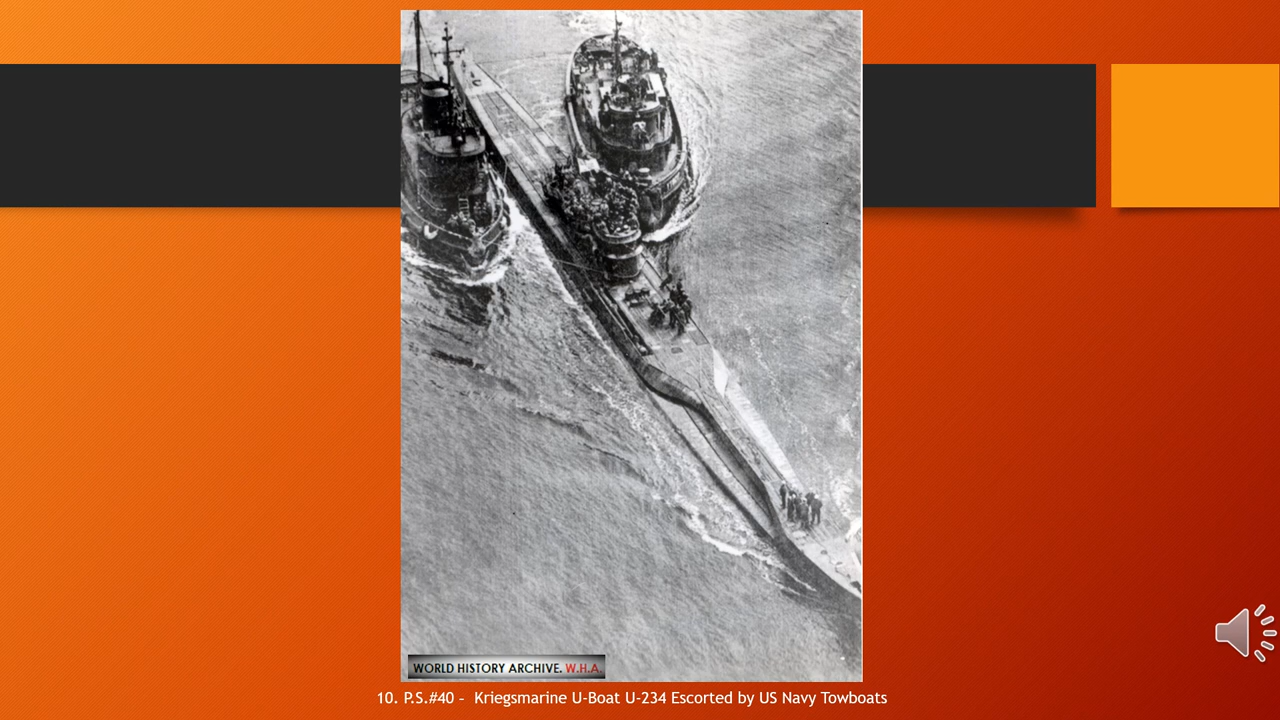 WORLD HISTORY ARCHIVE. W.H.A.
10. P.S.#40 - Kriegsmarine U-Boat U-234 Escorted by US Navy Towboats